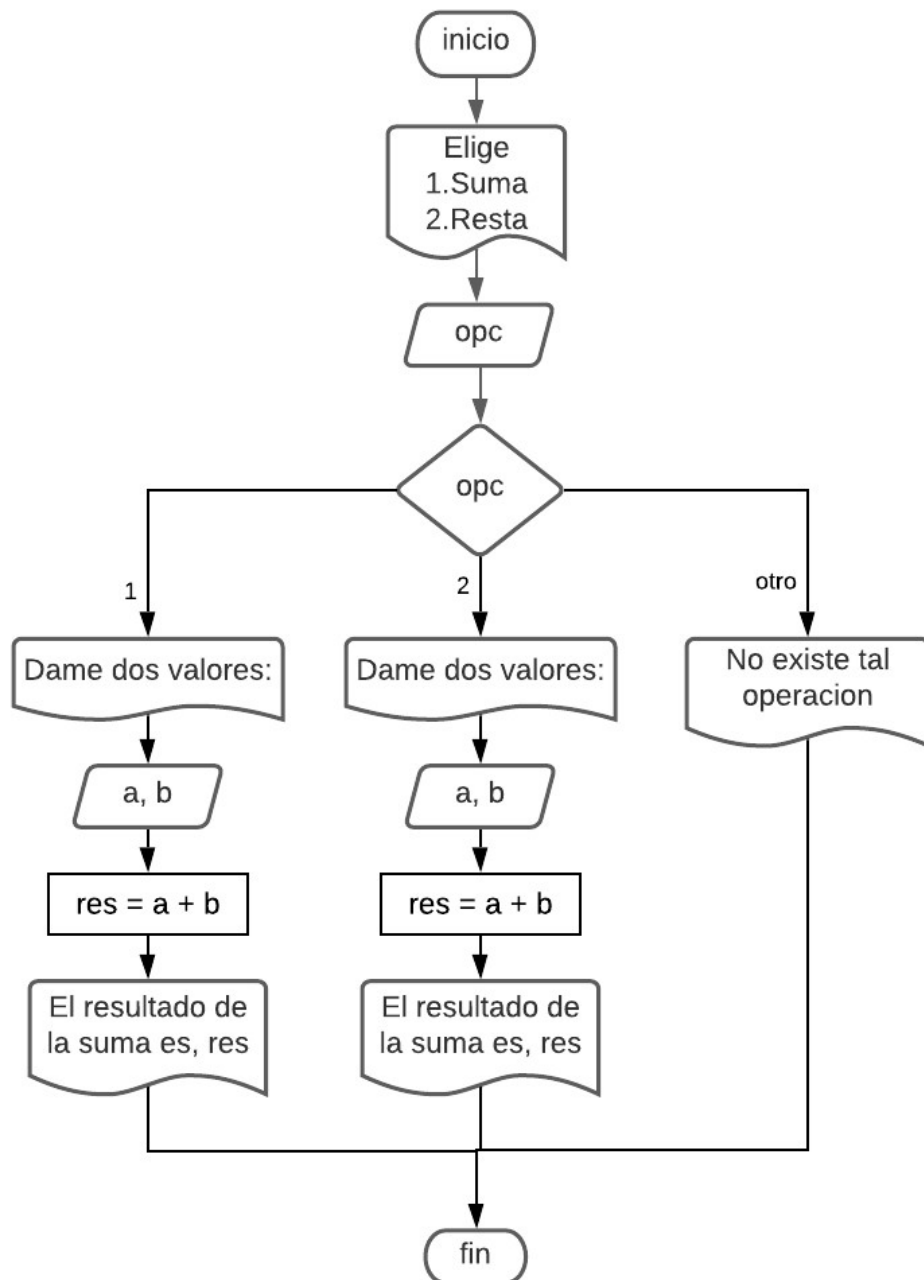 inicio
Elige
1.Suma
2.Resta
opc
opc
1
2
otro
Dame dos valores:
Dame dos valores:
No existe tal
operacion
a, b
a, b
res = a + b
res = a + b
El resultado de
la suma es, res
El resultado de
la suma es, res
fin